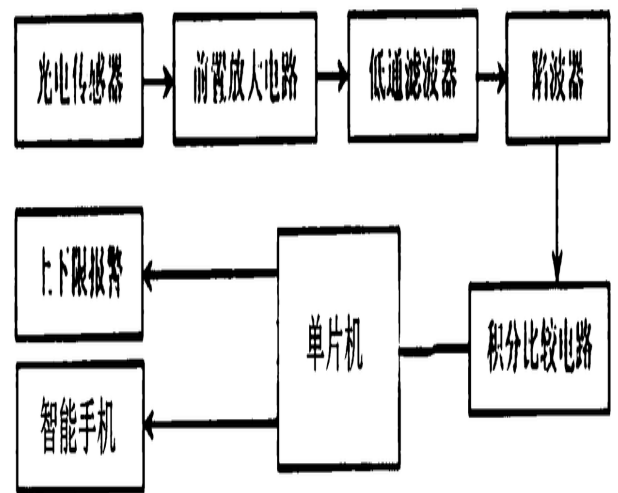 光电传感器
前置放大电路
低通滤波器
陷波器
上下限报警
单片机
积分比较电路
智能手机